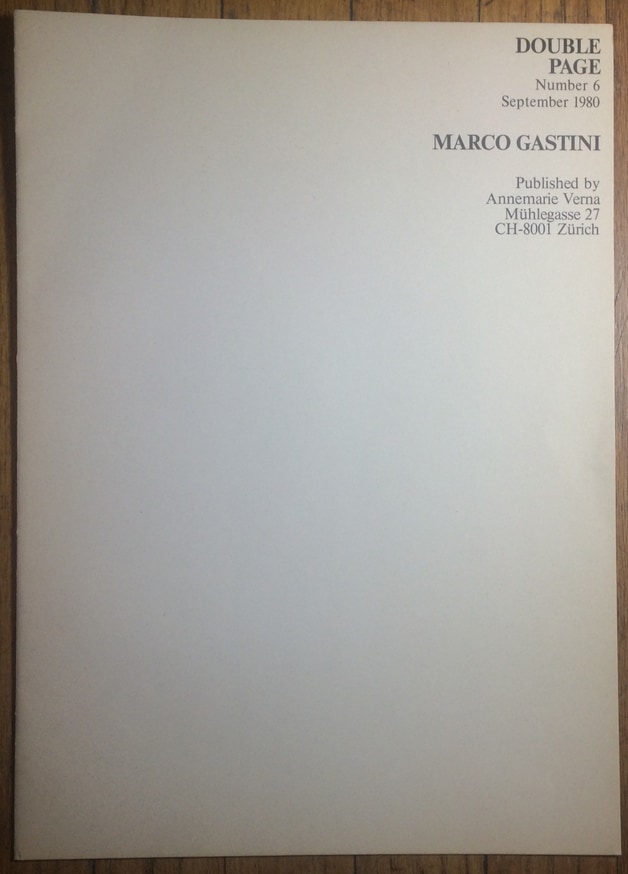 DOUBLE
PAGE
Number 6
September 1980
MARCO GASTINI
Published by
Annemarie Verna
Mühlegasse 27
CH-8001 Zürich